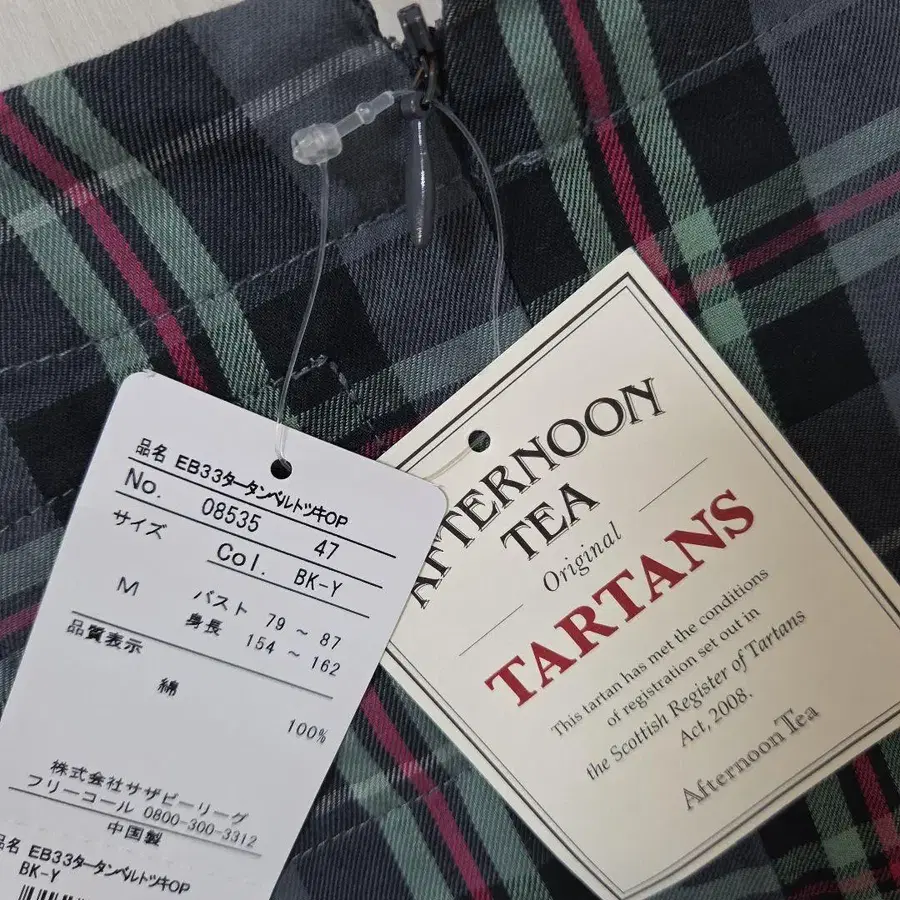 品名 EB33タータンベルトツキOP
No. 08535 47
サイズ Col. BK-Y
M バスト 79 ~ 87
身長 154 ~ 162
品質表示
綿
100%
株式会社サザビーリーグ
フリーコール 0800-300-3312
中国製
品名 EB33タータンベルトツキOP
BK-Y
AFTERNOON
TEA
Original
TARTANS
This tartan has met the conditions
of registration set out in
the Scottish Register of Tartans
Act, 2008.
Afternoon Tea